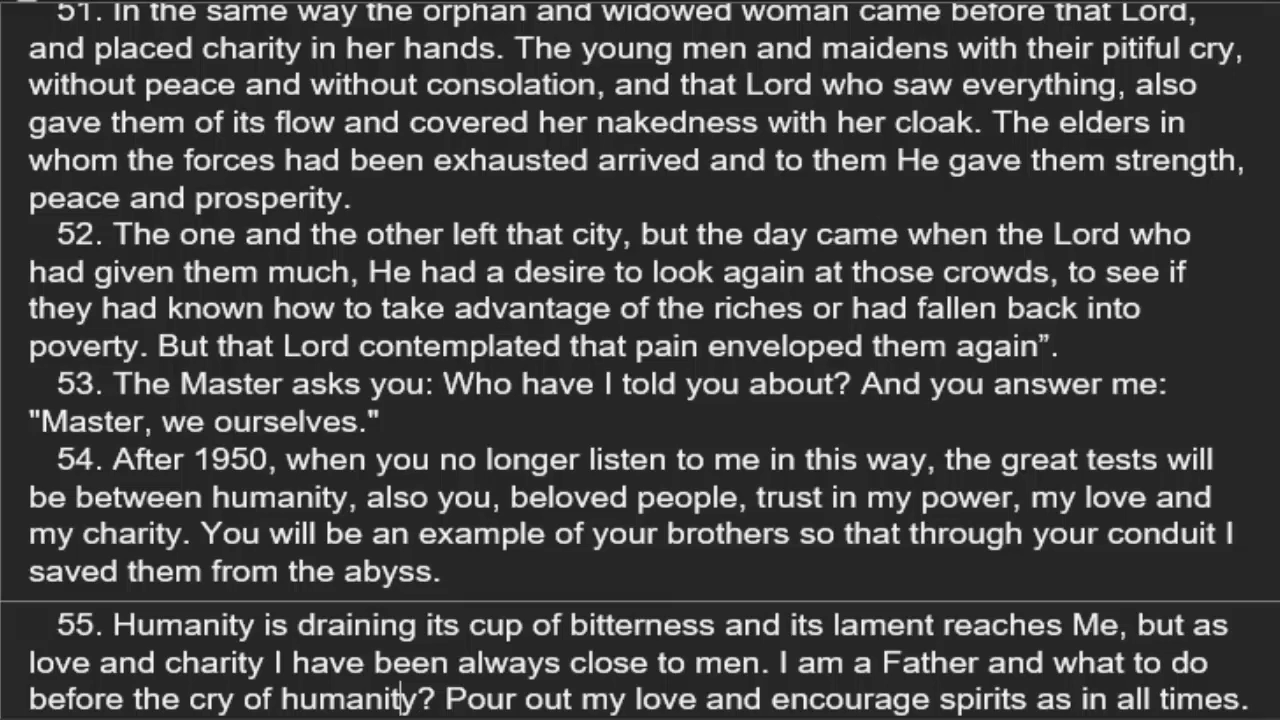 51. In the same way the orphan and widowed woman came before that Lord,
and placed charity in her hands. The young men and maidens with their pitiful cry,
without peace and without consolation, and that Lord who saw everything, also
gave them of its flow and covered her nakedness with her cloak. The elders in
whom the forces had been exhausted arrived and to them He gave them strength,
peace and prosperity.
52. The one and the other left that city, but the day came when the Lord who
had given them much, He had a desire to look again at those crowds, to see if
they had known how to take advantage of the riches or had fallen back into
poverty. But that Lord contemplated that pain enveloped them again”.
53. The Master asks you: Who have I told you about? And you answer me:
"Master, we ourselves."
54. After 1950, when you no longer listen to me in this way, the great tests will
be between humanity, also you, beloved people, trust in my power, my love and
my charity. You will be an example of your brothers so that through your conduit I
saved them from the abyss.
55. Humanity is draining its cup of bitterness and its lament reaches Me, but as
love and charity I have been always close to men. I am a Father and what to do
before the cry of humanity? Pour out my love and encourage spirits as in all times.